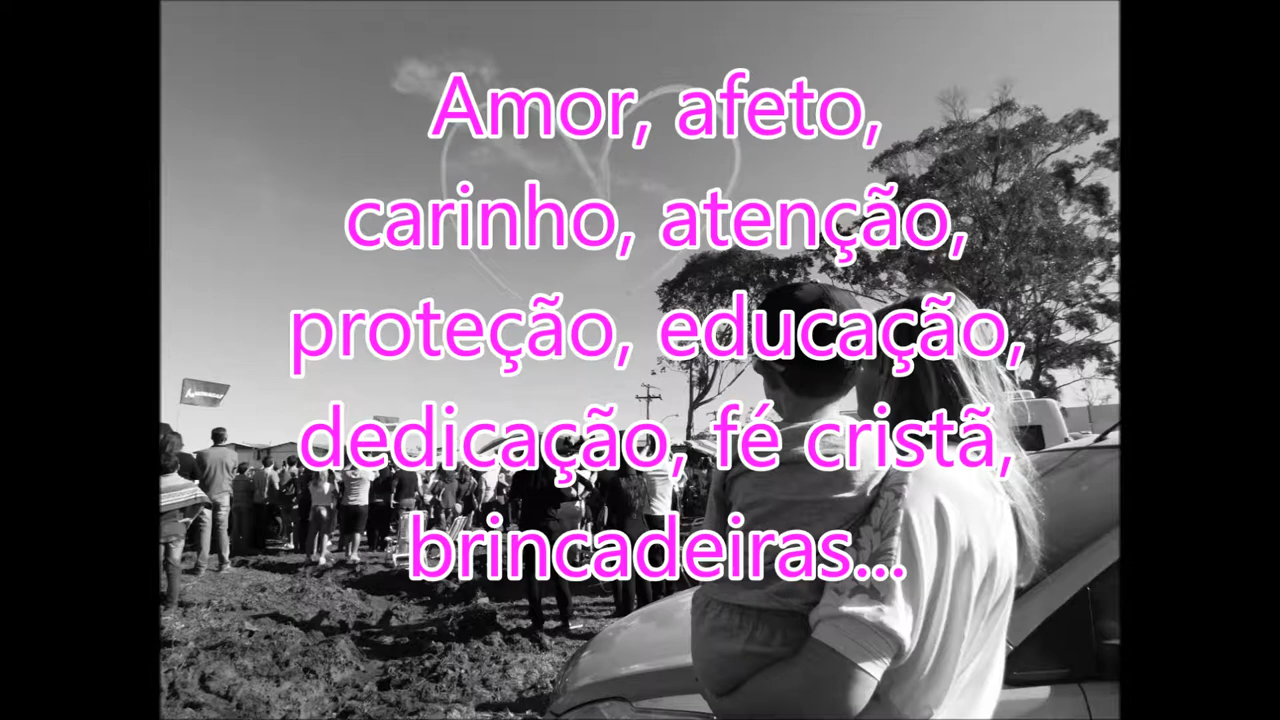 Amor, afeto,
carinho, atenção,
proteção, educação,
dedicação, fé cristã,
brincadeiras...